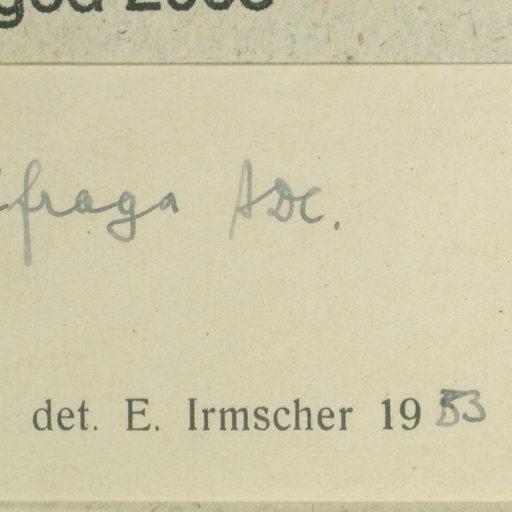 fraga ADC.
det. E. Irmscher 1953